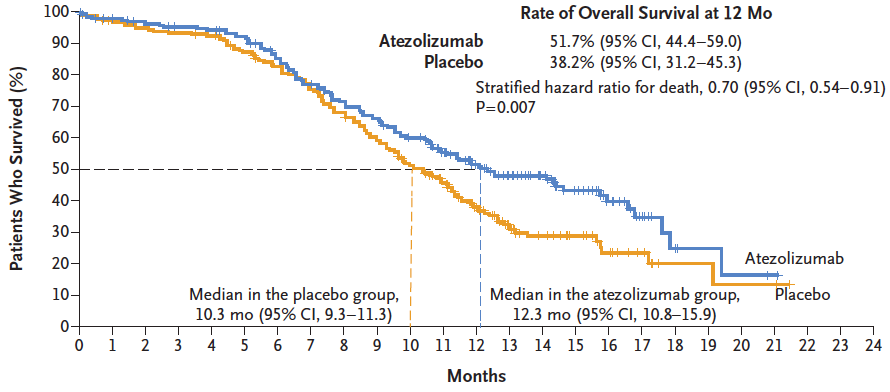 Rate of Overall Survival at 12 Mo
Atezolizumab 51.7% (95% CI, 44.4–59.0)
Placebo 38.2% (95% CI, 31.2–45.3)
Stratified hazard ratio for death, 0.70 (95% CI, 0.54–0.91)
P=0.007
Patients Who Survived (%)
100
90
80
70
60
50
40
30
20
10
0
Atezolizumab
Placebo
Median in the placebo group,
10.3 mo (95% CI, 9.3–11.3)
Median in the atezolizumab group,
12.3 mo (95% CI, 10.8–15.9)
0 1 2 3 4 5 6 7 8 9 10 11 12 13 14 15 16 17 18 19 20 21 22 23 24
Months